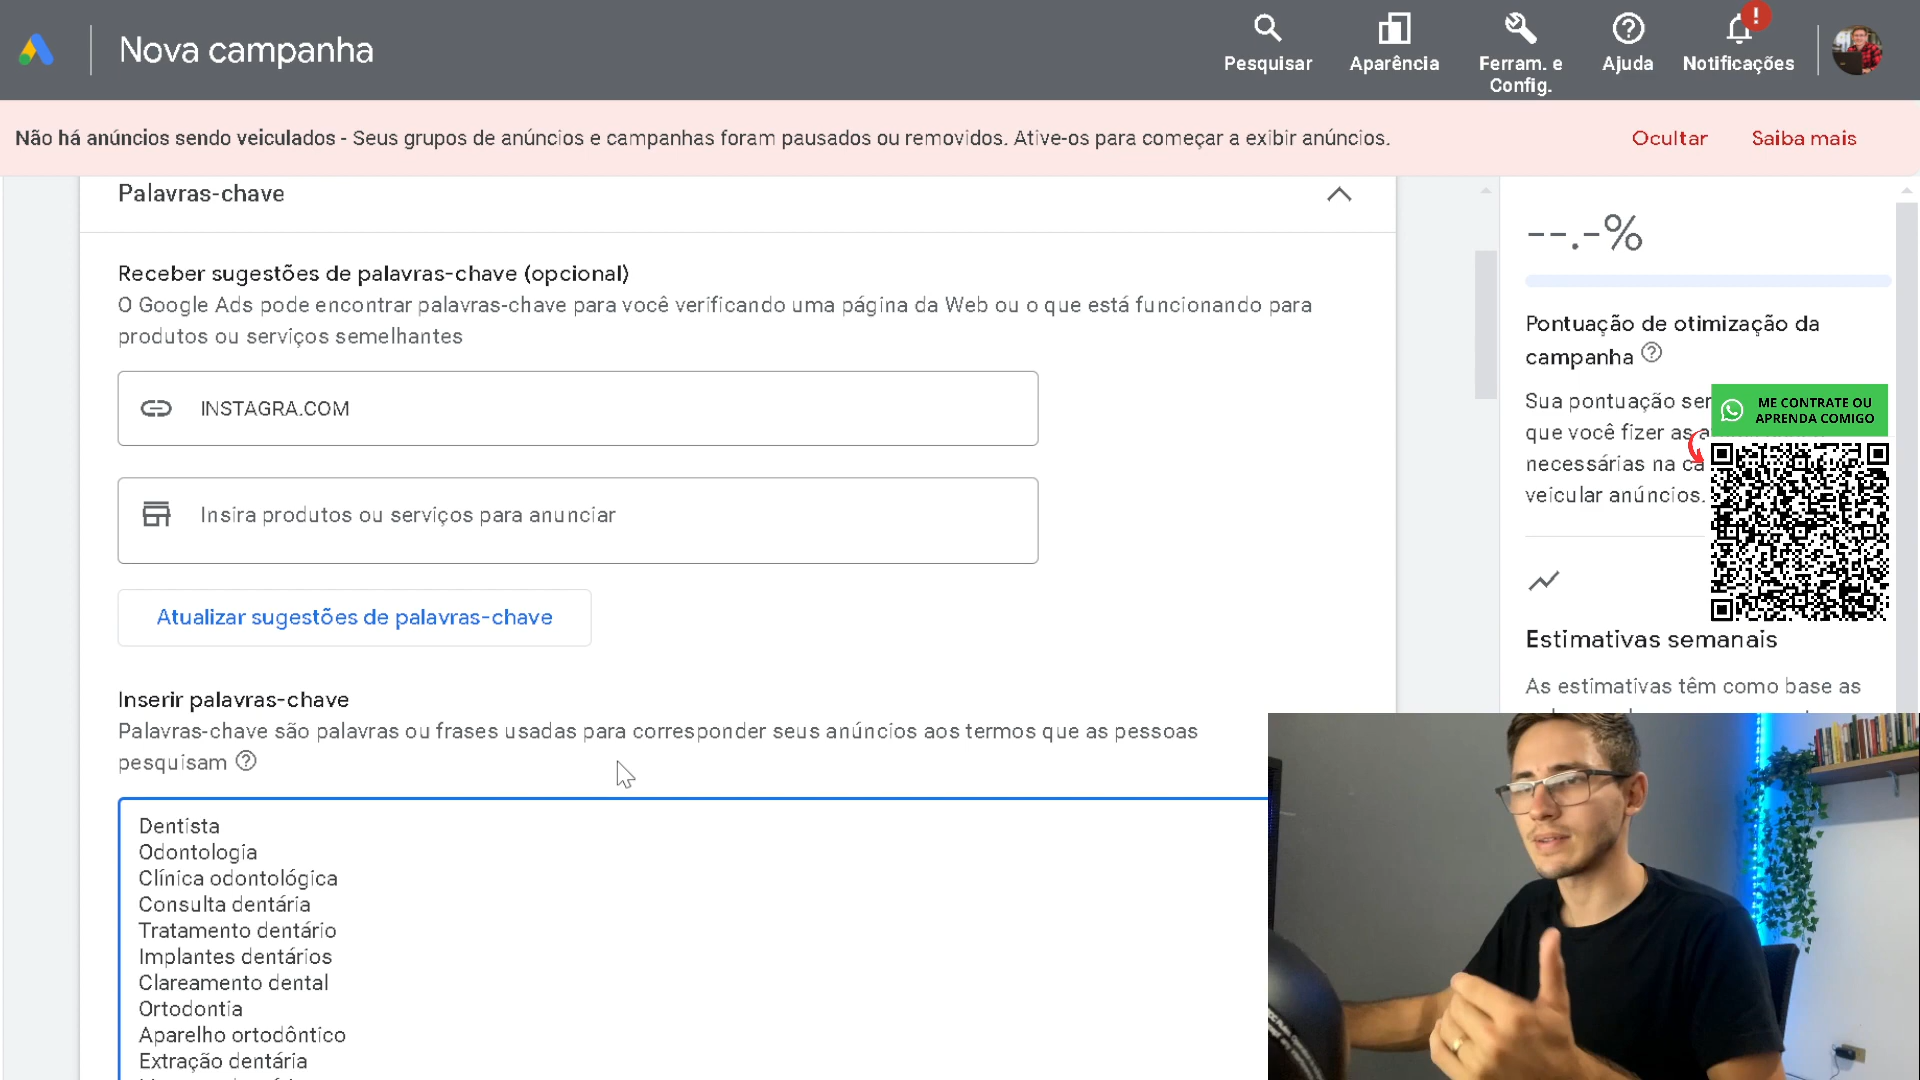 Nova campanha
Pesquisar
Aparência
Ferram. e
Config.
Ajuda
Notificações
Não há anúncios sendo veiculados - Seus grupos de anúncios e campanhas foram pausados ou removidos. Ative-os para começar a exibir anúncios.
Ocultar
Saiba mais
Palavras-chave
Receber sugestões de palavras-chave (opcional)
O Google Ads pode encontrar palavras-chave para você verificando uma página da Web ou o que está funcionando para
produtos ou serviços semelhantes
INSTAGRA.COM
Insira produtos ou serviços para anunciar
Atualizar sugestões de palavras-chave
Inserir palavras-chave
Palavras-chave são palavras ou frases usadas para corresponder seus anúncios aos termos que as pessoas
pesquisam
Dentista
Odontologia
Clínica odontológica
Consulta dentária
Tratamento dentário
Implantes dentários
Clareamento dental
Ortodontia
Aparelho ortodôntico
Extração dentária
--.-%
Pontuação de otimização da
campanha
Sua pontuação
que você fizer as
necessárias na
veicular anúncios.
ME CONTRATE OU
APRENDA COMIGO
Estimativas semanais
As estimativas têm como base as